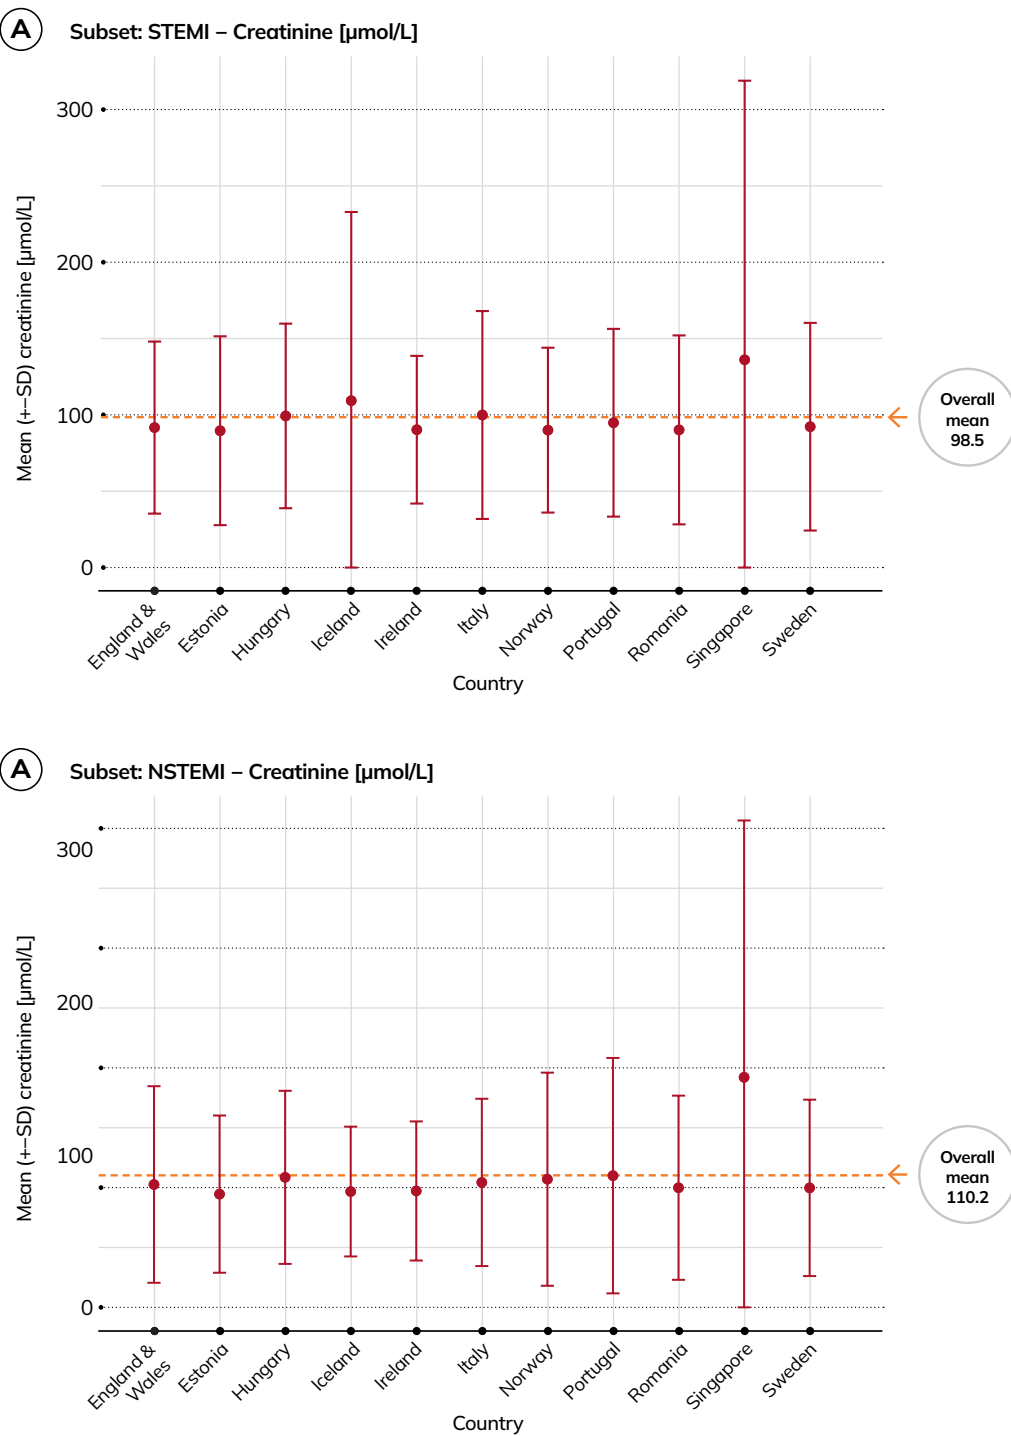 A
Subset: STEMI – Creatinine [µmol/L]
Mean (+–SD) creatinine [µmol/L]
300
200
100
0
Overall
mean
98.5
England &
Wales
Estonia
Hungary
Iceland
Ireland
Italy
Norway
Portugal
Romania
Singapore
Sweden
Country
A
Subset: NSTEMI – Creatinine [µmol/L]
Mean (+–SD) creatinine [µmol/L]
300
200
100
0
Overall
mean
110.2
England &
Wales
Estonia
Hungary
Iceland
Ireland
Italy
Norway
Portugal
Romania
Singapore
Sweden
Country